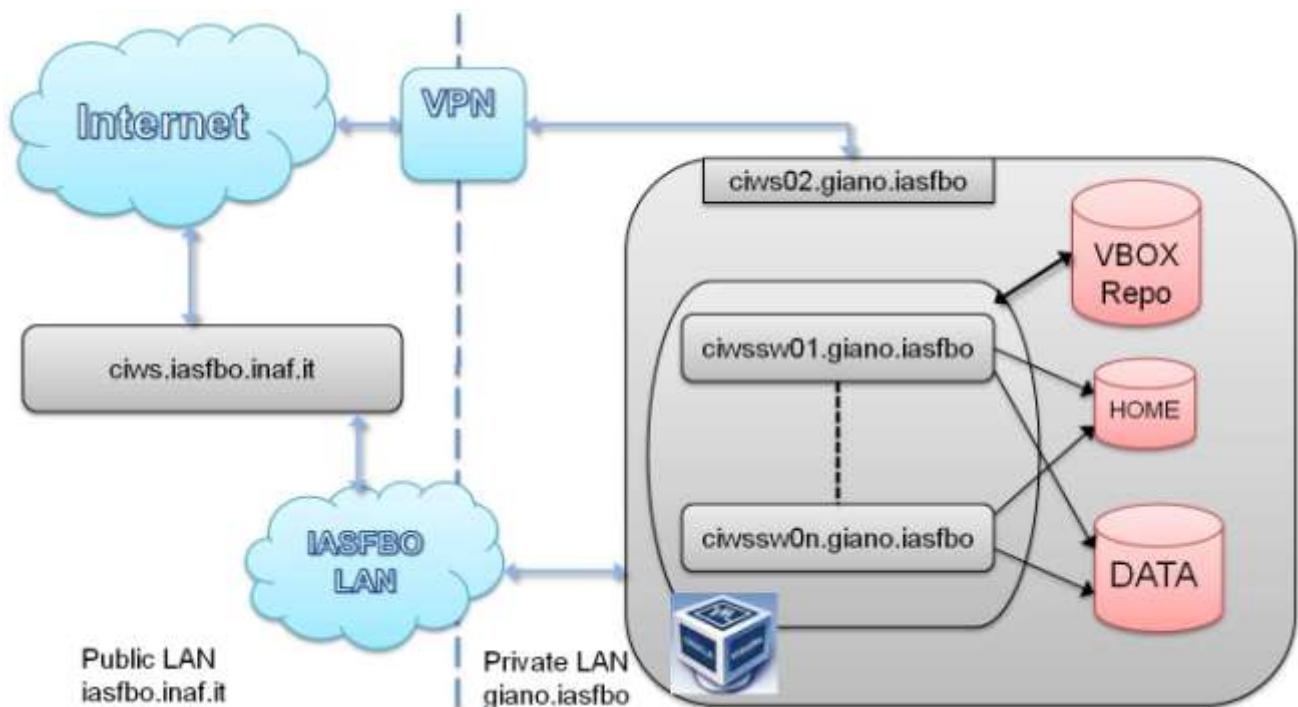 Internet
VPN
ciws02.giano.iasfbo
VBOX
Repo
ciwssw01.giano.iasfbo
ciws.iasfbo.inaf.it
HOME
ciwssw0n.giano.iasfbo
IASFBO
LAN
DATA
Public LAN
iasfbo.inaf.it
Private LAN
giano.iasfbo